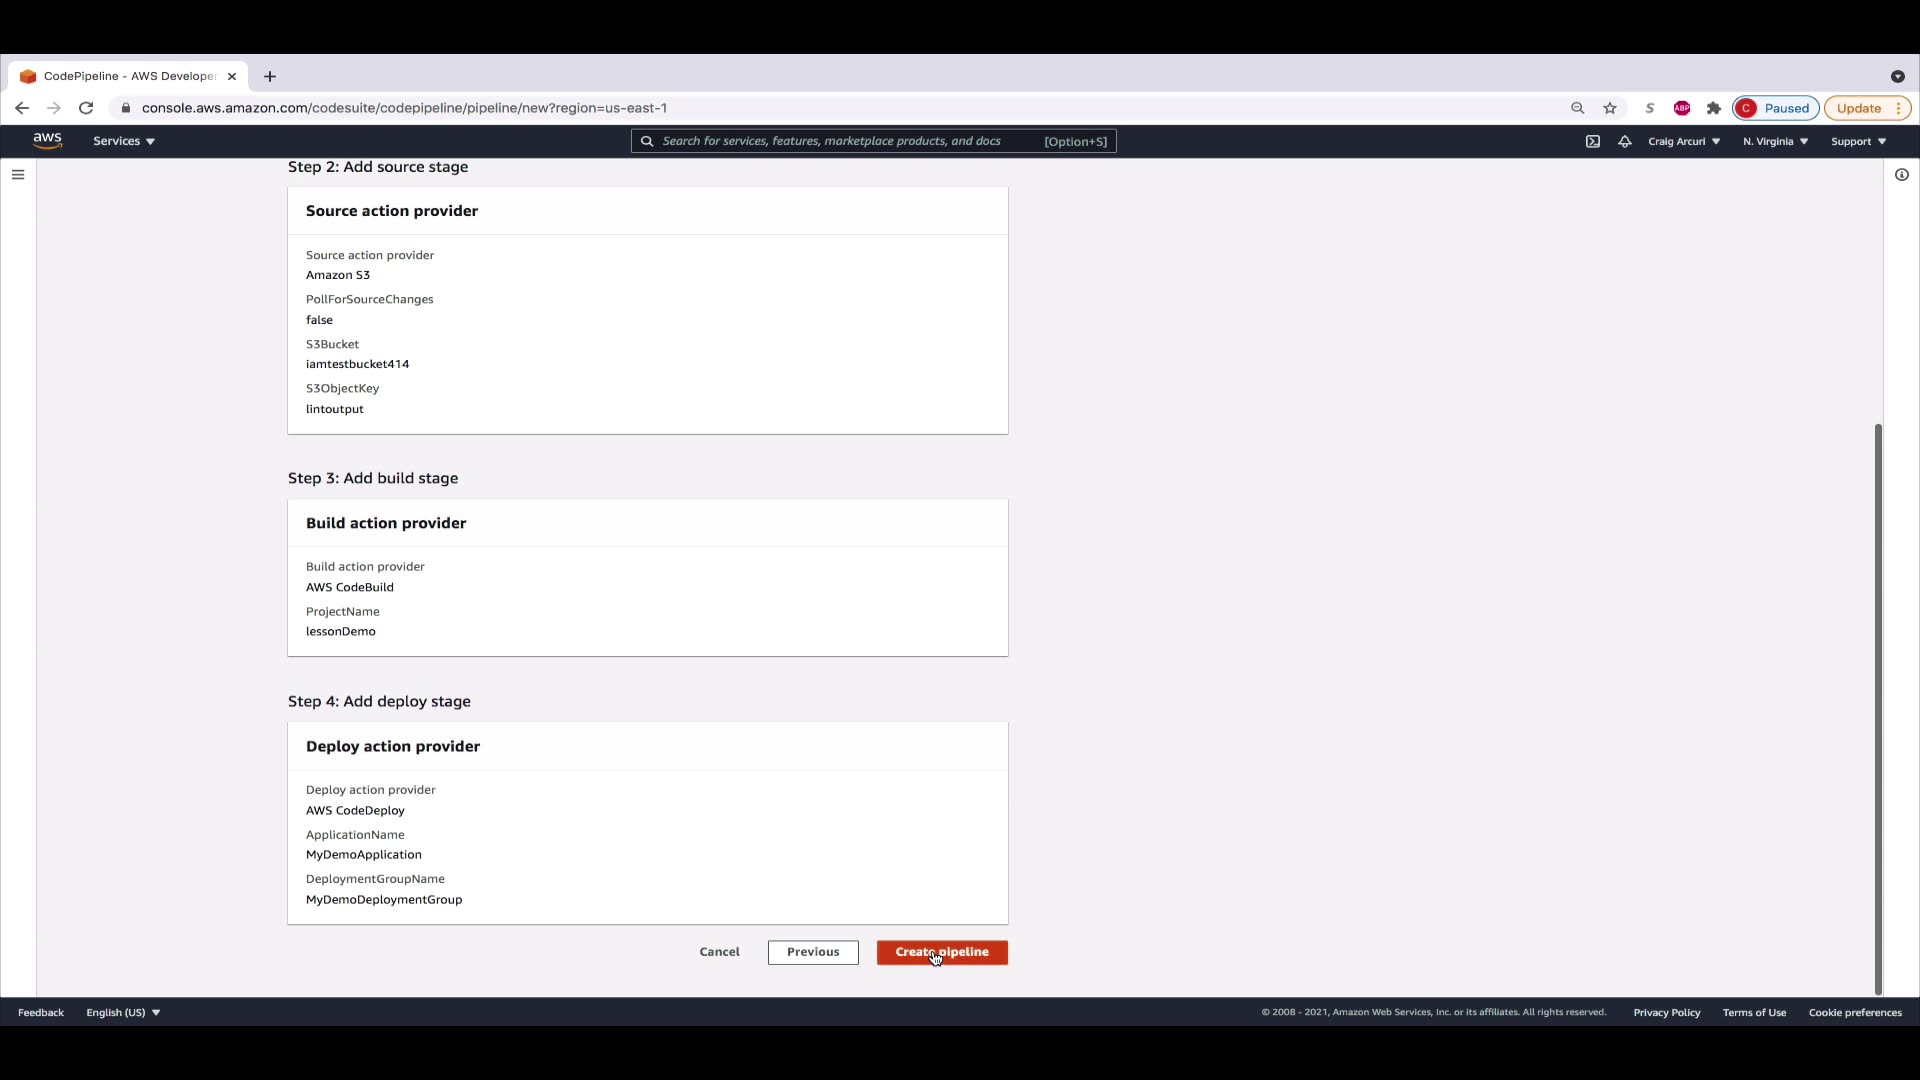 CodePipeline - AWS Develope
console.aws.amazon.com/codesuite/codepipeline/pipeline/new?region=us-east-1
S
ABP
C
Paused
Update
aws
Services
Search for services, features, marketplace products, and docs
[Option+S]
Craig Arcuri
N. Virginia
Support
Step 2: Add source stage
Source action provider
Source action provider
Amazon S3
PollForSourceChanges
false
S3Bucket
iamtestbucket414
S3ObjectKey
lintoutput
Step 3: Add build stage
Build action provider
Build action provider
AWS CodeBuild
ProjectName
lessonDemo
Step 4: Add deploy stage
Deploy action provider
Deploy action provider
AWS CodeDeploy
ApplicationName
MyDemoApplication
DeploymentGroupName
MyDemoDeploymentGroup
Cancel
Previous
Create pipeline
Feedback
English (US)
© 2008 - 2021, Amazon Web Services, Inc. or its affiliates. All rights reserved.
Privacy Policy
Terms of Use
Cookie preferences